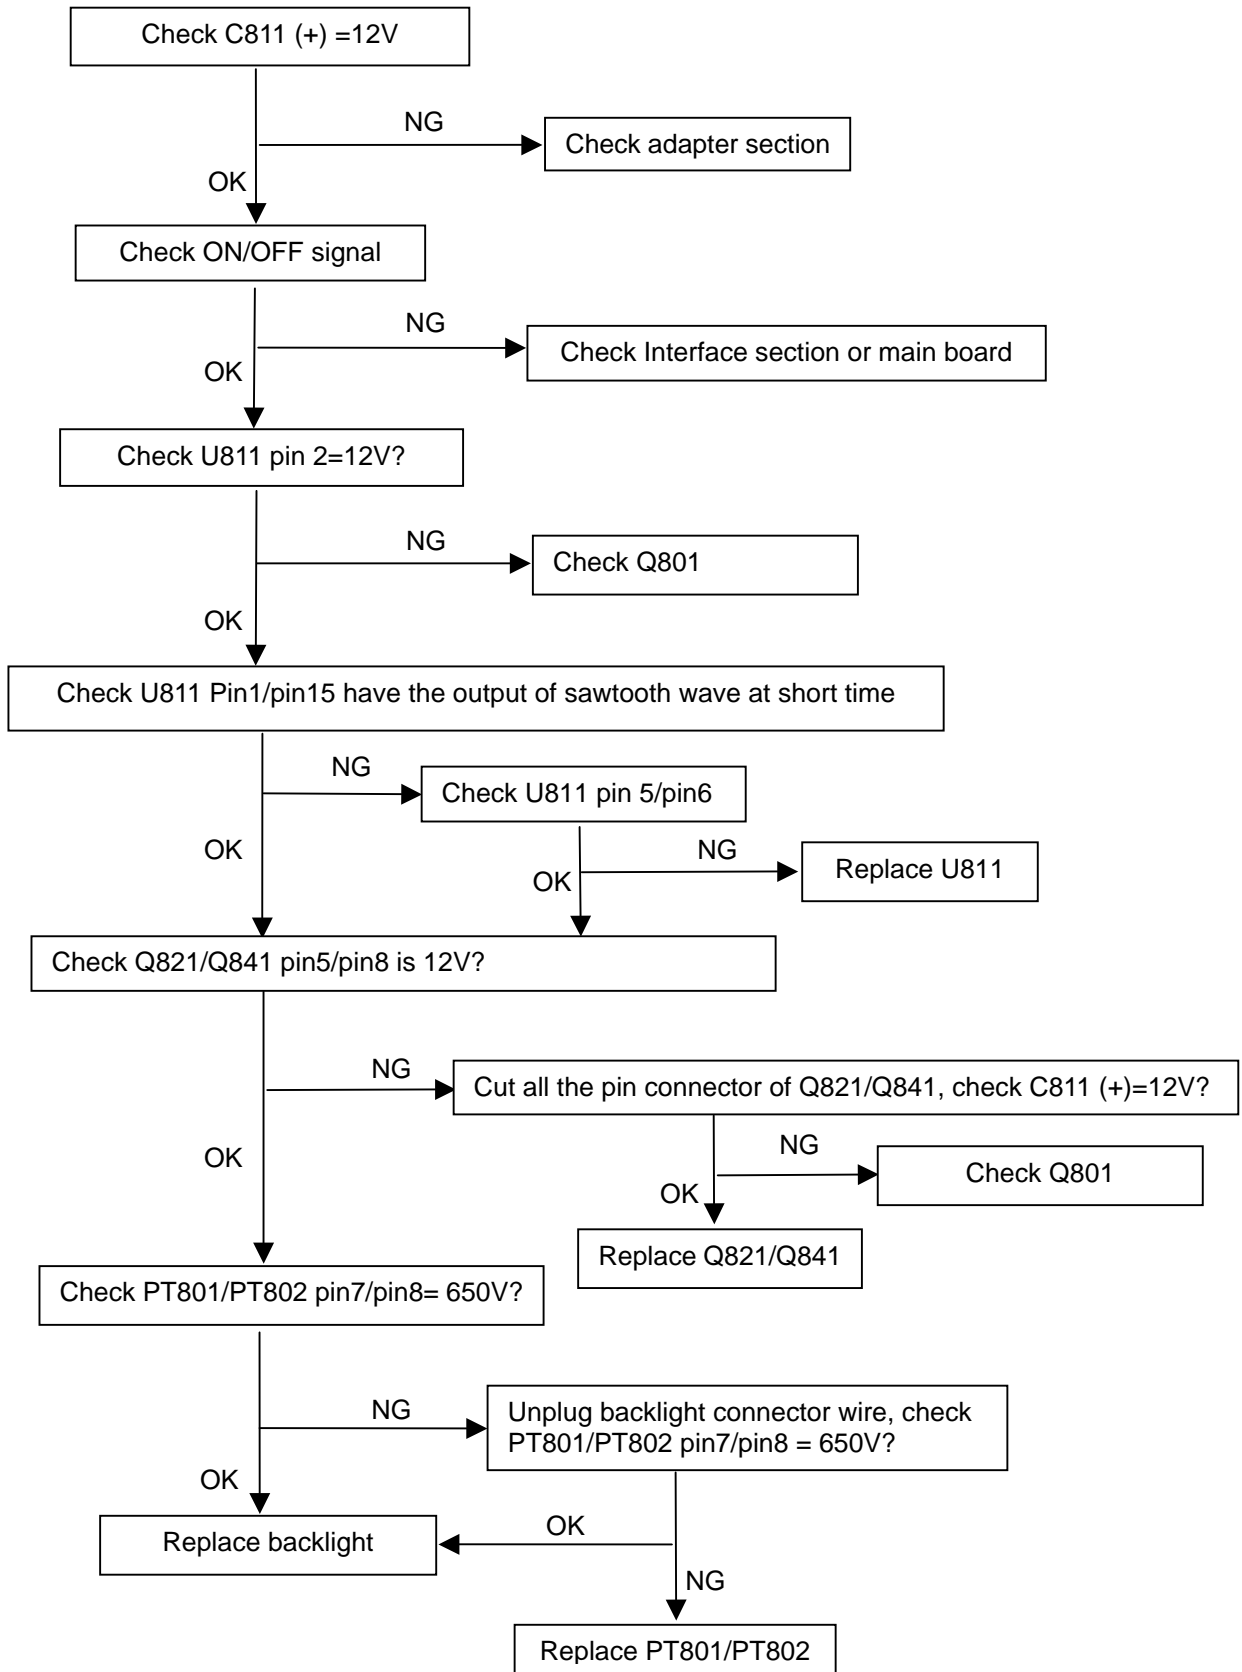 Check C811 (+) =12V
NG
Check adapter section
OK
Check ON/OFF signal
NG
Check Interface section or main board
OK
Check U811 pin 2=12V?
NG
Check Q801
OK
Check U811 Pin1/pin15 have the output of sawtooth wave at short time
NG
Check U811 pin 5/pin6
OK
NG
Replace U811
OK
Check Q821/Q841 pin5/pin8 is 12V?
NG
Cut all the pin connector of Q821/Q841, check C811 (+)=12V?
OK
NG
Check Q801
OK
Replace Q821/Q841
Check PT801/PT802 pin7/pin8= 650V?
NG
Unplug backlight connector wire, check
PT801/PT802 pin7/pin8 = 650V?
OK
Replace backlight
OK
NG
Replace PT801/PT802